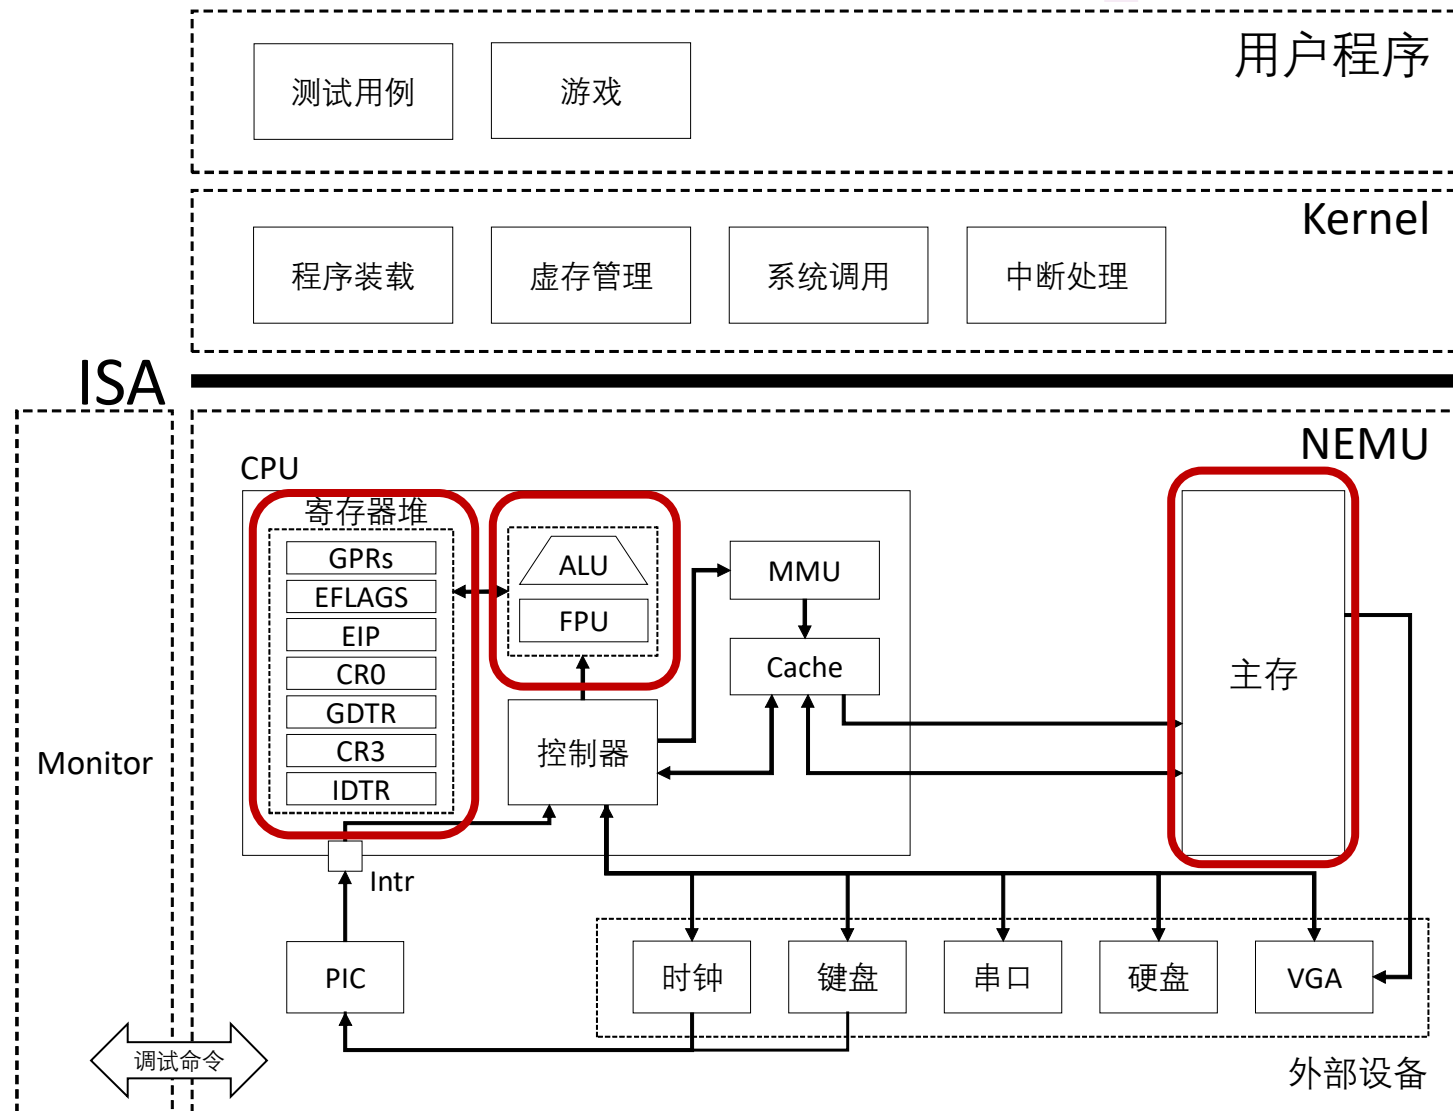 用户程序
测试用例
游戏
Kernel
程序装载
虚存管理
系统调用
中断处理
ISA
NEMU
CPU
寄存器堆
GPRs
EFLAGS
EIP
CR0
GDTR
CR3
IDTR
ALU
FPU
MMU
Cache
控制器
主存
Monitor
Intr
PIC
时钟
键盘
串口
硬盘
VGA
调试命令
外部设备